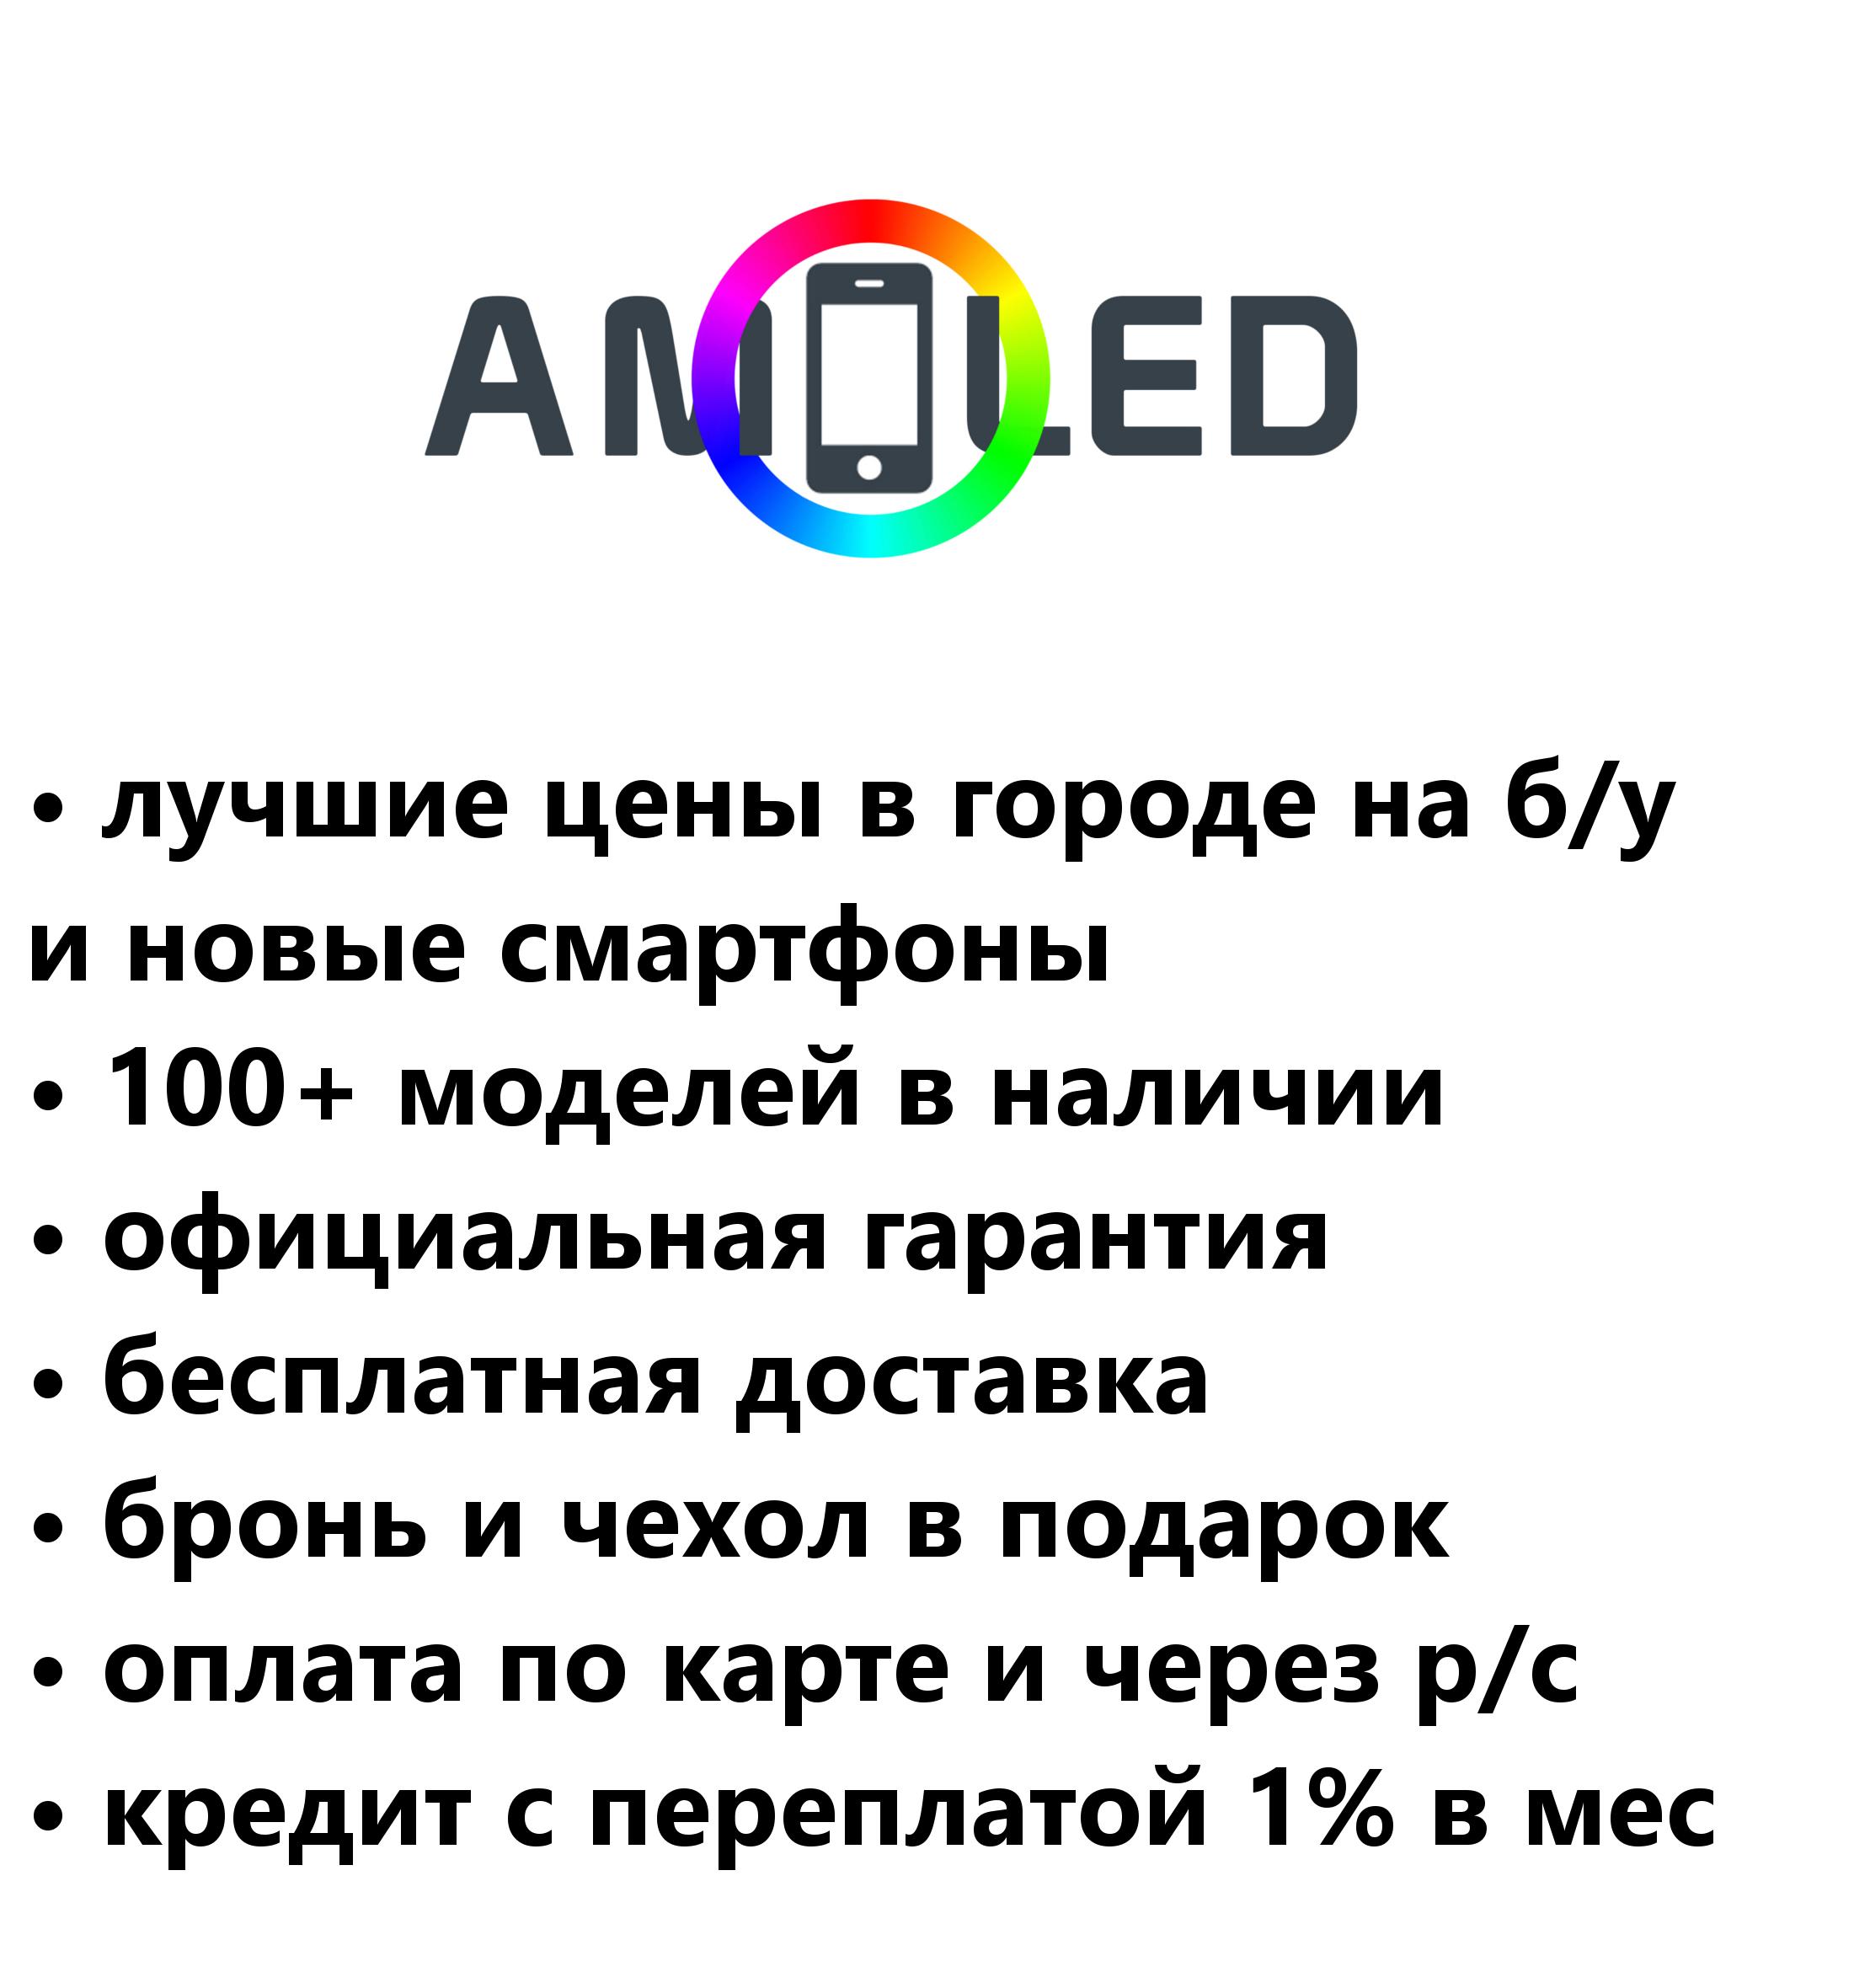 AMOLED
• лучшие цены в городе на б/у
и новые смартфоны
• 100+ моделей в наличии
• официальная гарантия
• бесплатная доставка
• бронь и чехол в подарок
• оплата по карте и через р/с
• кредит с переплатой 1% в мес